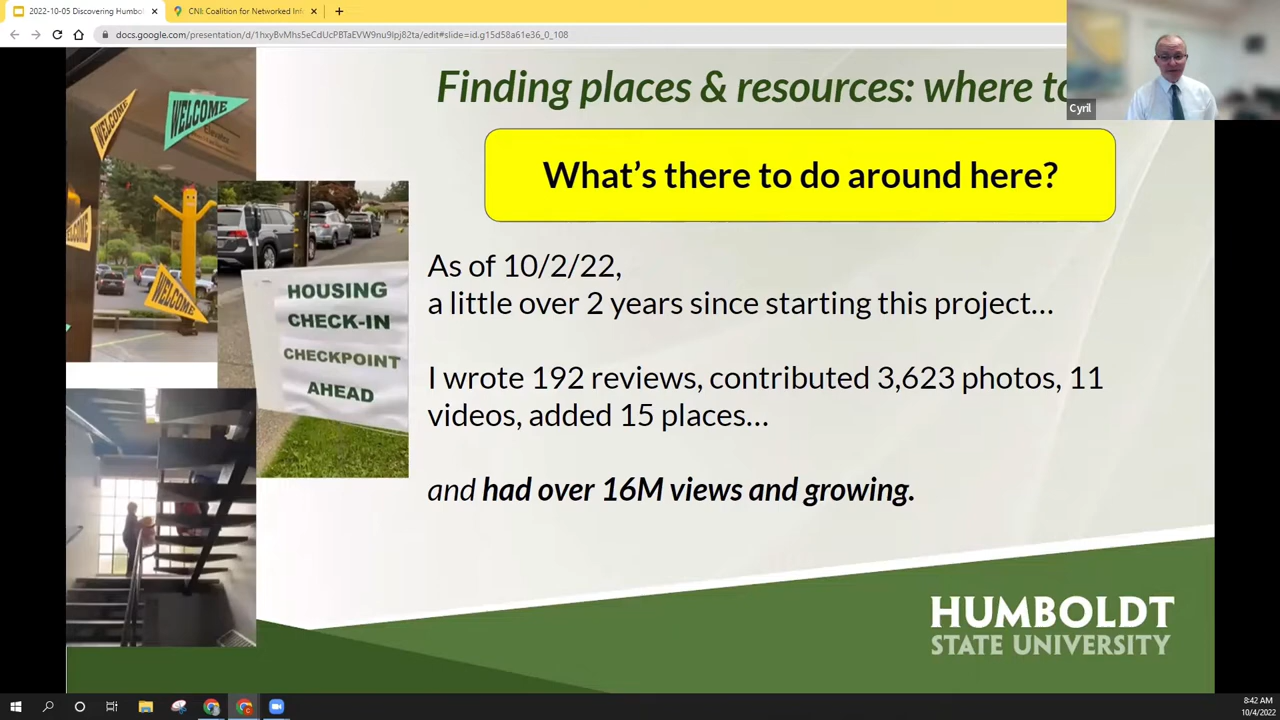 2022-10-05 Discovering Humbol
CNI: Coalition for Networked Inf
docs.google.com/presentation/d/1hxyBvMhs5eCdUcPBTaEVW9nu9lpj82ta/edit#slide=id.g15d58a61e36_0_108
Cyril
Finding places & resources: where to
What's there to do around here?
As of 10/2/22,
a little over 2 years since starting this project...
I wrote 192 reviews, contributed 3,623 photos, 11
videos, added 15 places...
and had over 16M views and growing.
WELCOME
WELCOME
WELCOME
WELCOME
HOUSING
CHECK-IN
CHECKPOINT
AHEAD
HUMBOLDT
STATE UNIVERSITY
8:42 AM
10/4/2022